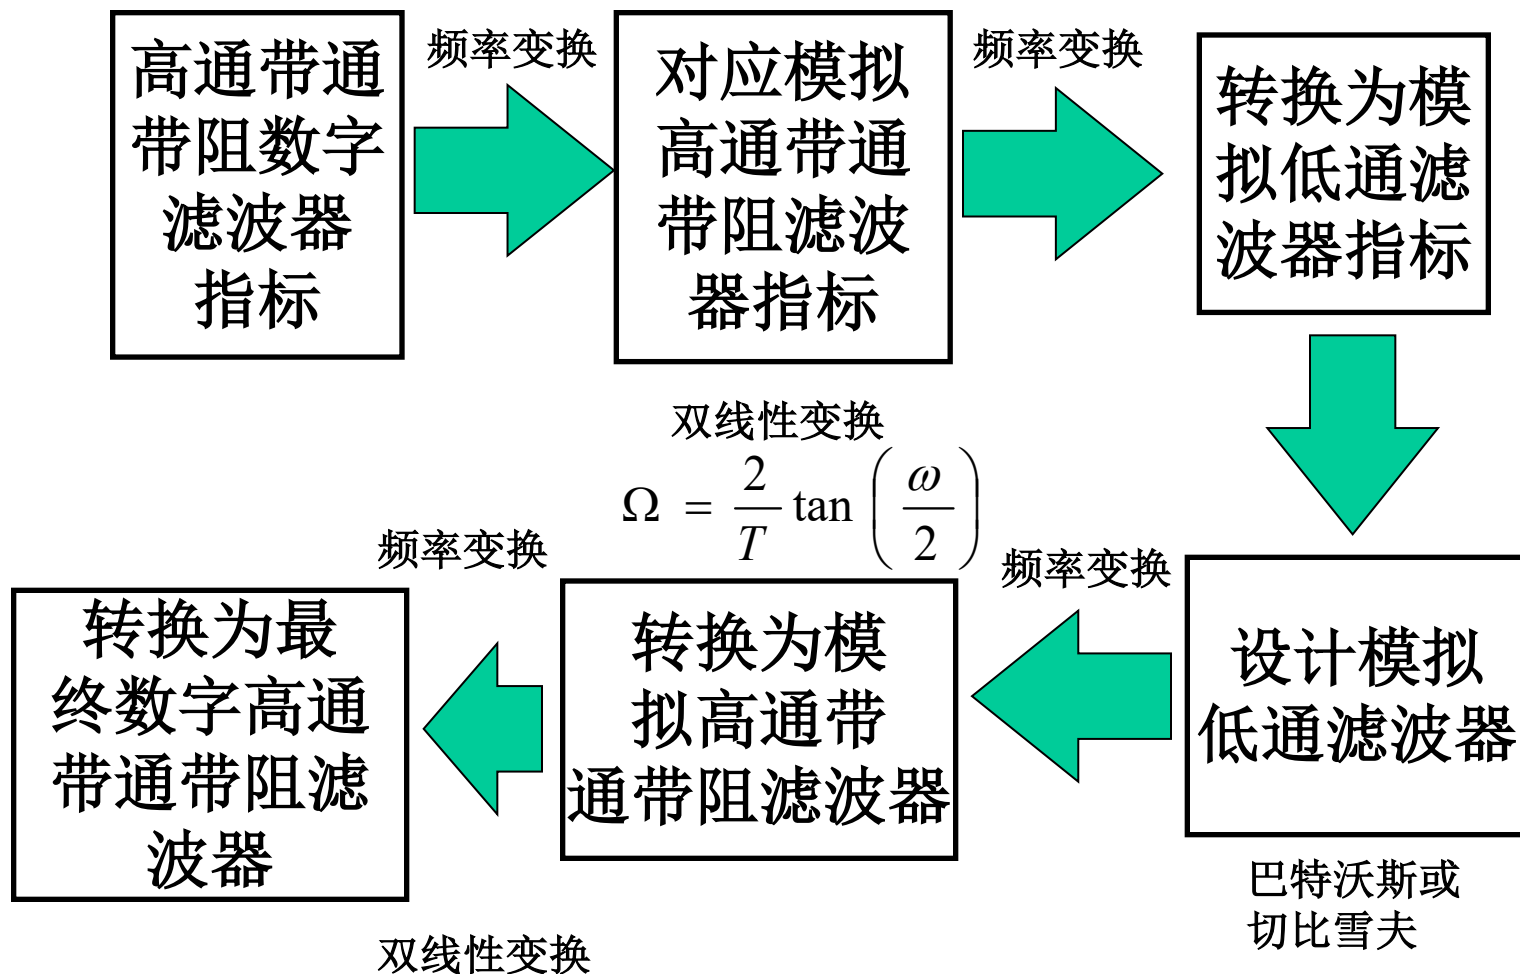 高通带通
带阻数字
滤波器
指标
频率变换
对应模拟
高通带通
带阻滤波
器指标
频率变换
转换为模
拟低通滤
波器指标
双线性变换
Ω = 2/T tan (ω/2)
频率变换
设计模拟
低通滤波器
巴特沃斯或
切比雪夫
转换为模
拟高通带
通带阻滤波器
频率变换
转换为最
终数字高通
带通带阻滤
波器
双线性变换